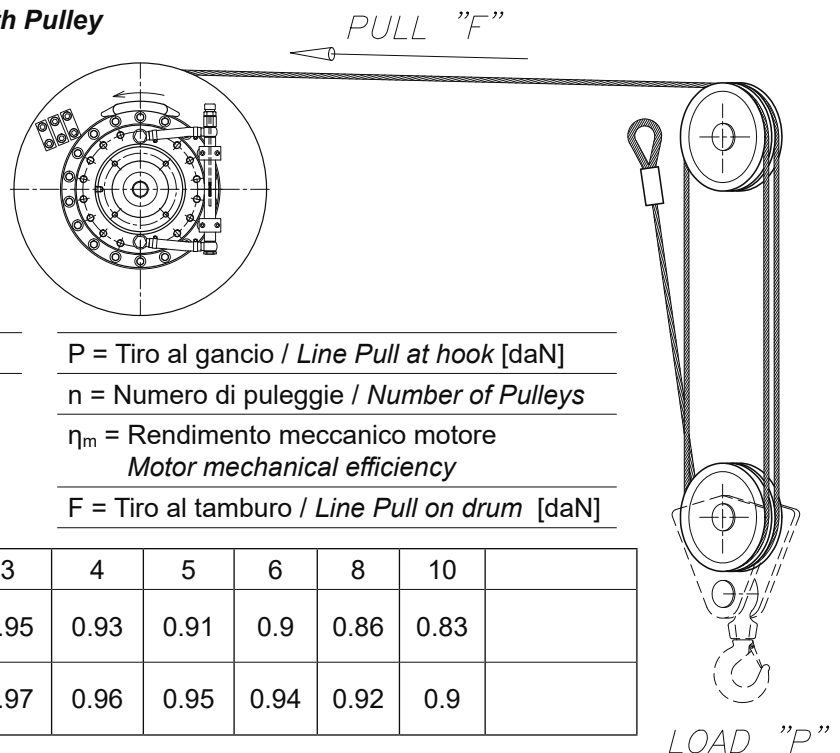 Pulley
PULL "F"
P = Tiro al gancio / Line Pull at hook [daN]
n = Numero di puleggie / Number of Pulleys
ηm = Rendimento meccanico motore
Motor mechanical efficiency
F = Tiro al tamburo / Line Pull on drum [daN]
3 4 5 6 8 10
.95 0.93 0.91 0.9 0.86 0.83
.97 0.96 0.95 0.94 0.92 0.9
LOAD "P"